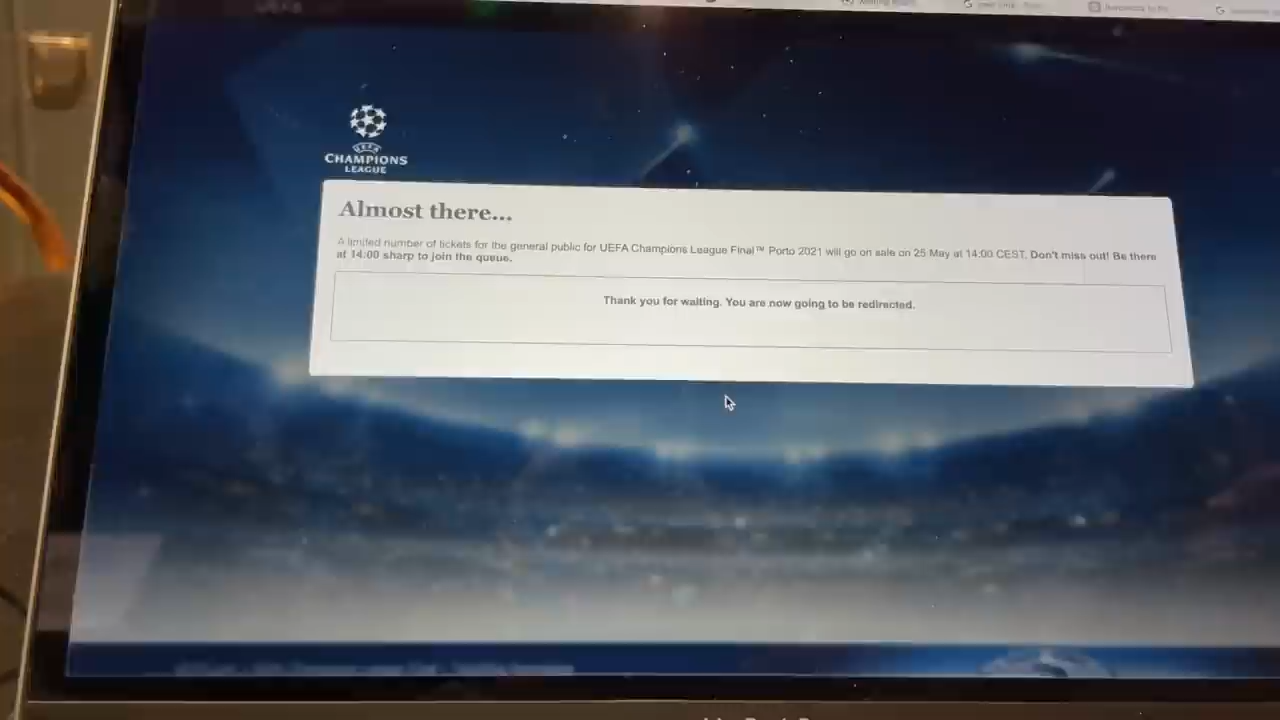 UEFA
CHAMPIONS
LEAGUE
Almost there...
A limited number of tickets for the general public for UEFA Champions League Final™ Porto 2021 will go on sale on 25 May at 14:00 CEST. Don't miss out! Be there
at 14:00 sharp to join the queue.
Thank you for waiting. You are now going to be redirected.